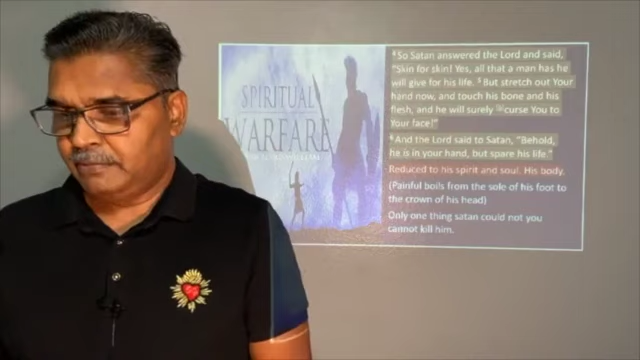 SPIRITUAL
WARFARE
⁴So Satan answered the Lord and said,
"Skin for skin! Yes, all that a man has he
will give for his life. ⁵ But stretch out Your
hand now, and touch his bone and his
flesh, and he will surely curse You to
Your face!"
⁶ And the Lord said to Satan, "Behold,
he is in your hand, but spare his life."
Reduced to his spirit and soul. His body.
(Painful boils from the sole of his foot to
the crown of his head)
Only one thing satan could not you
cannot kill him.